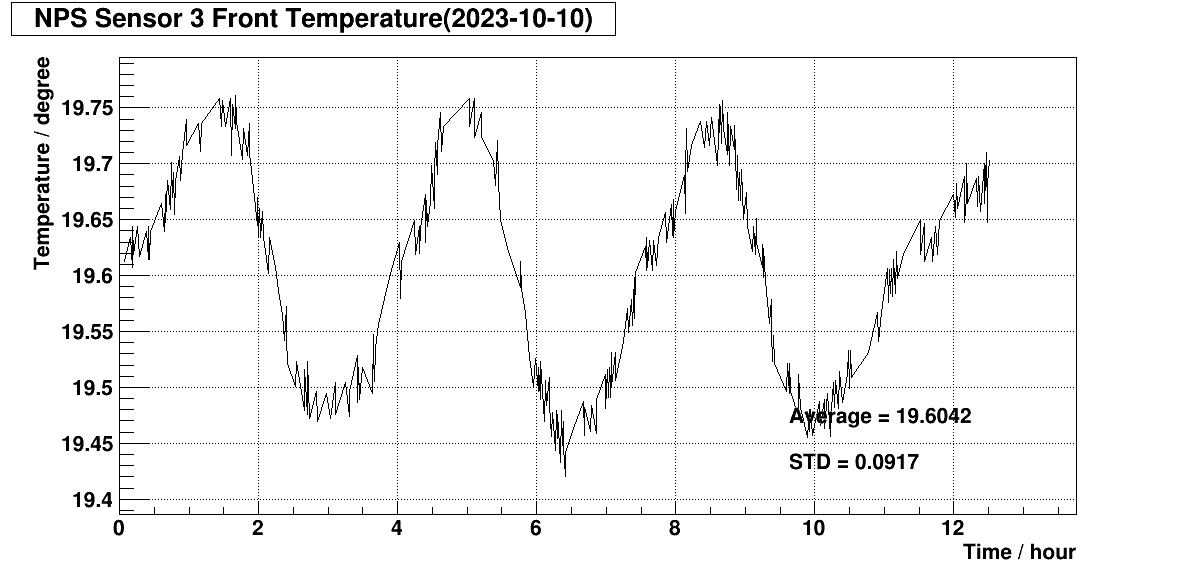 NPS Sensor 3 Front Temperature(2023-10-10)
Temperature / degree
19.75
19.7
19.65
19.6
19.55
19.5
19.45
19.4
Average = 19.6042
STD = 0.0917
0 2 4 6 8 10 12
Time / hour